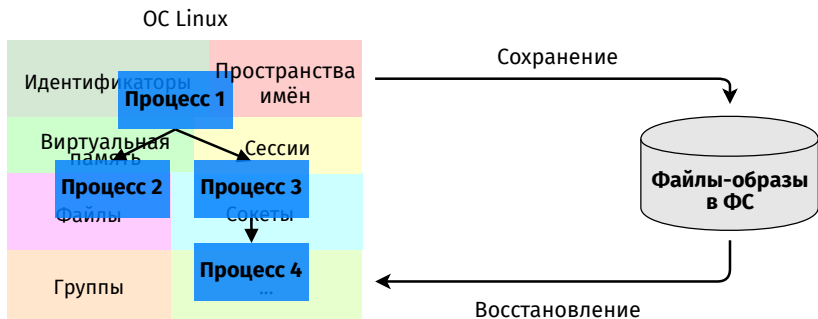 ОС Linux
Идентификаторы
Пространства
имён
Процесс 1
Виртуальная
память
Сессии
Процесс 2
Процесс 3
Файлы
Сокеты
Процесс 4
Группы
...
Сохранение
Файлы-образы
в ФС
Восстановление